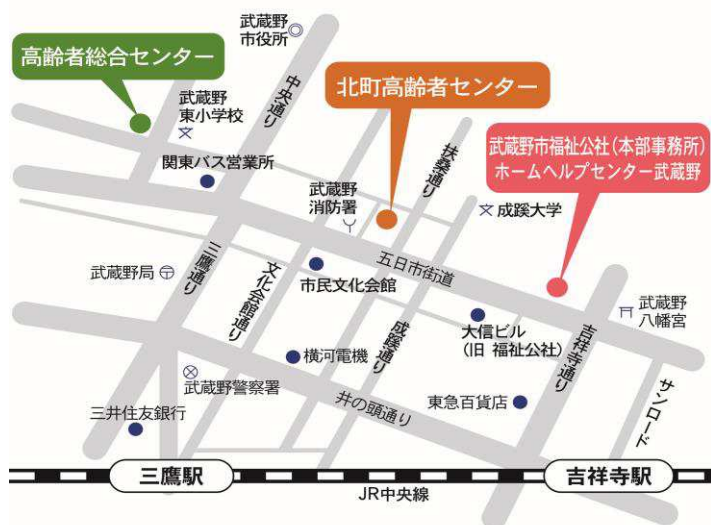 武蔵野
市役所
高齢者総合センター
中央通り
武蔵野
東小学校
北町高齢者センター
扶桑通り
武蔵野市福祉公社(本部事務所)
ホームヘルプセンター武蔵野
関東バス営業所
武蔵野
消防署
成蹊大学
五日市街道
三鷹通り
武蔵野局
文化会館通り
市民文化会館
成蹊通り
大信ビル
(旧 福祉公社)
吉祥寺通り
武蔵野
八幡宮
横河電機
武蔵野警察署
井の頭通り
東急百貨店
サンロード
三井住友銀行
三鷹駅
JR中央線
吉祥寺駅